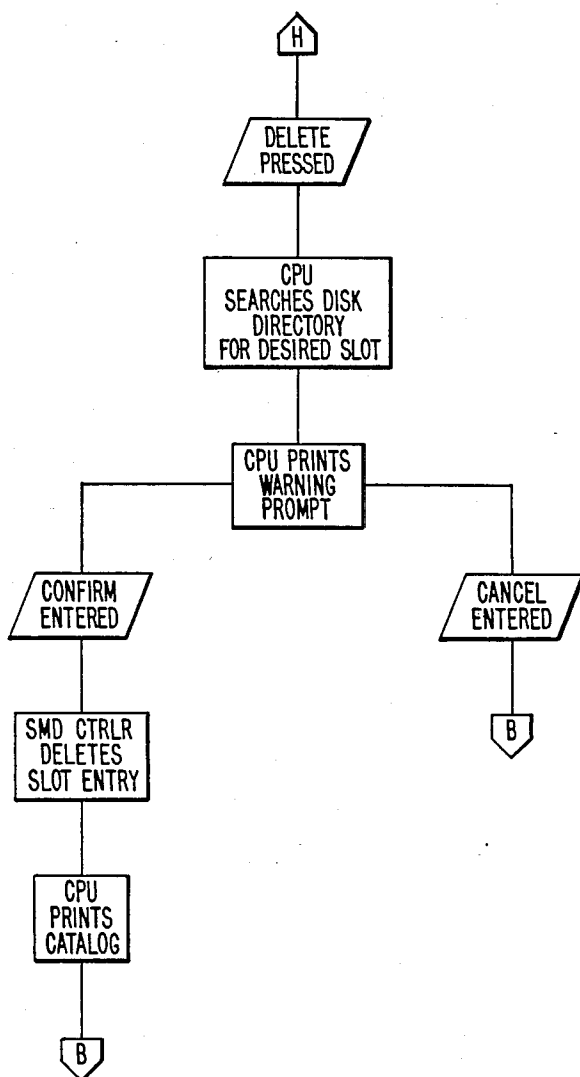 H
DELETE
PRESSED
CPU
SEARCHES DISK
DIRECTORY
FOR DESIRED SLOT
CPU PRINTS
WARNING
PROMPT
CONFIRM
ENTERED
CANCEL
ENTERED
SMD CTRLR
DELETES
SLOT ENTRY
B
CPU
PRINTS
CATALOG
B